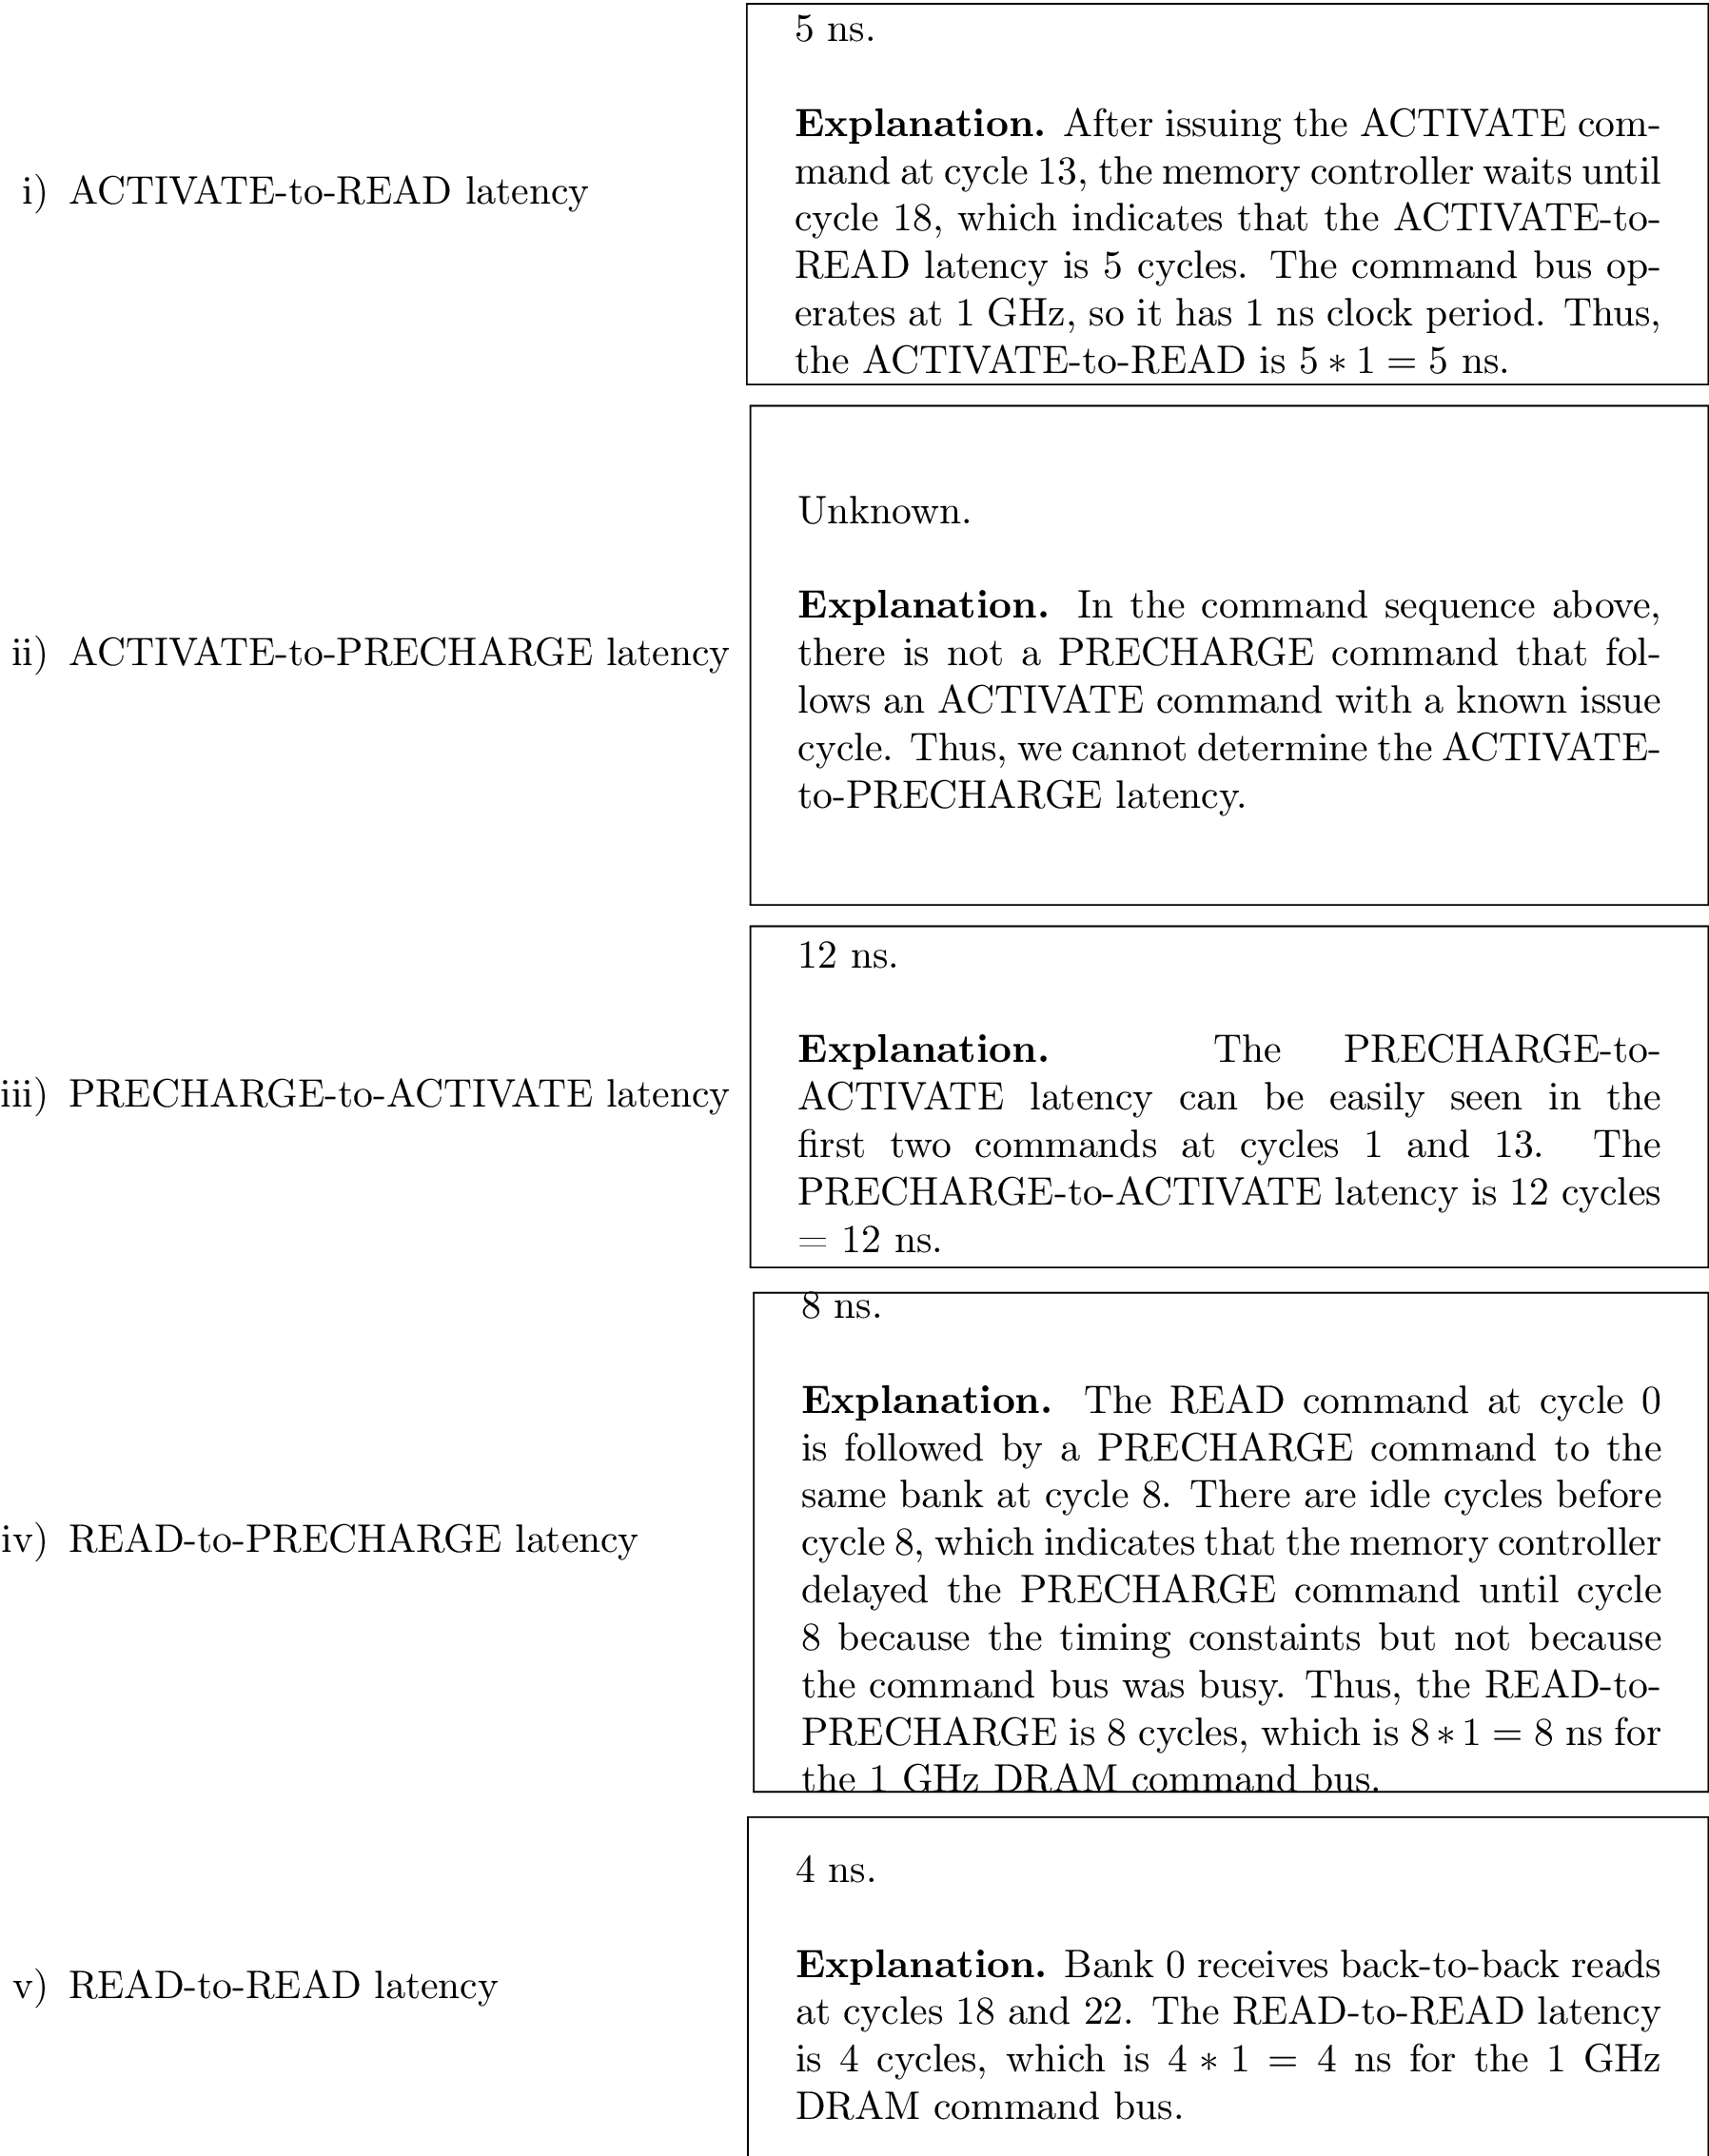 5 ns.
Explanation. After issuing the ACTIVATE com-
mand at cycle 13, the memory controller waits until
i) ACTIVATE-to-READ latency
cycle 18, which indicates that the ACTIVATE-to-
READ latency is 5 cycles. The command bus op-
erates at 1 GHz, so it has 1 ns clock period. Thus,
the ACTIVATE-to-READ is 5 ∗ 1 = 5 ns.
Unknown.
Explanation. In the command sequence above,
ii) ACTIVATE-to-PRECHARGE latency
there is not a PRECHARGE command that fol-
lows an ACTIVATE command with a known issue
cycle. Thus, we cannot determine the ACTIVATE-
to-PRECHARGE latency.
12 ns.
Explanation. The PRECHARGE-to-
iii) PRECHARGE-to-ACTIVATE latency
ACTIVATE latency can be easily seen in the
first two commands at cycles 1 and 13. The
PRECHARGE-to-ACTIVATE latency is 12 cycles
= 12 ns.
8 ns.
Explanation. The READ command at cycle 0
is followed by a PRECHARGE command to the
same bank at cycle 8. There are idle cycles before
iv) READ-to-PRECHARGE latency
cycle 8, which indicates that the memory controller
delayed the PRECHARGE command until cycle
8 because the timing constaints but not because
the command bus was busy. Thus, the READ-to-
PRECHARGE is 8 cycles, which is 8 ∗ 1 = 8 ns for
the 1 GHz DRAM command bus.
4 ns.
Explanation. Bank 0 receives back-to-back reads
v) READ-to-READ latency
at cycles 18 and 22. The READ-to-READ latency
is 4 cycles, which is 4 ∗ 1 = 4 ns for the 1 GHz
DRAM command bus.